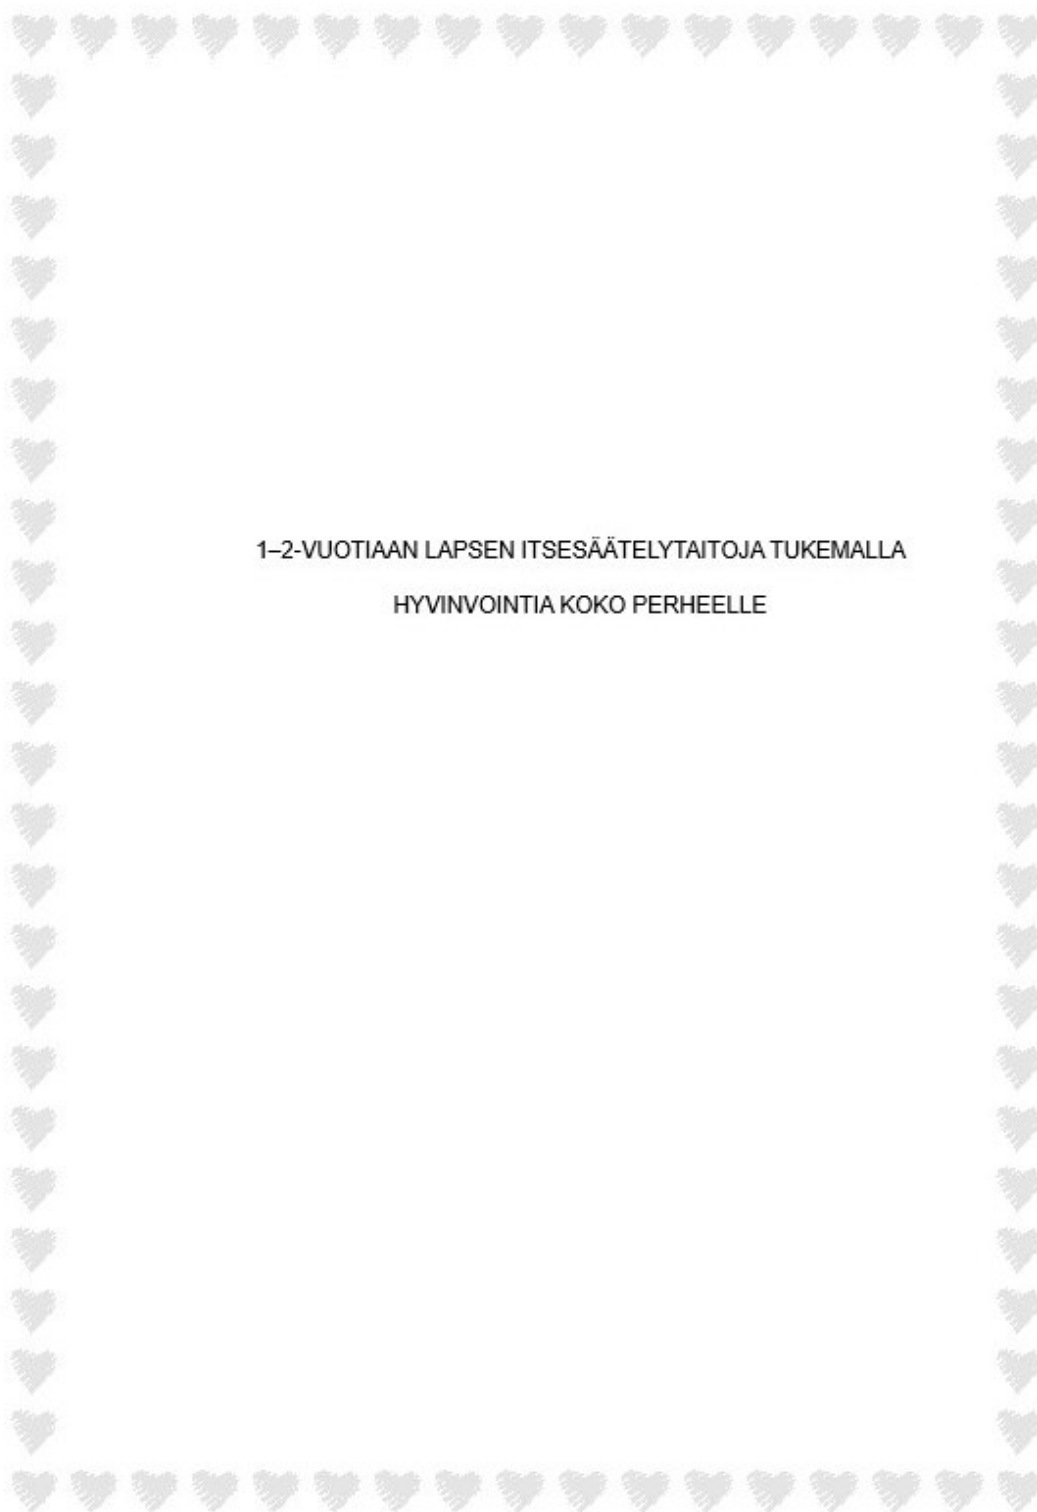 1–2-VUOTIAAN LAPSEN ITSESÄÄTELYTAITOJA TUKEMALLA
HYVINVOINTIA KOKO PERHEELLE